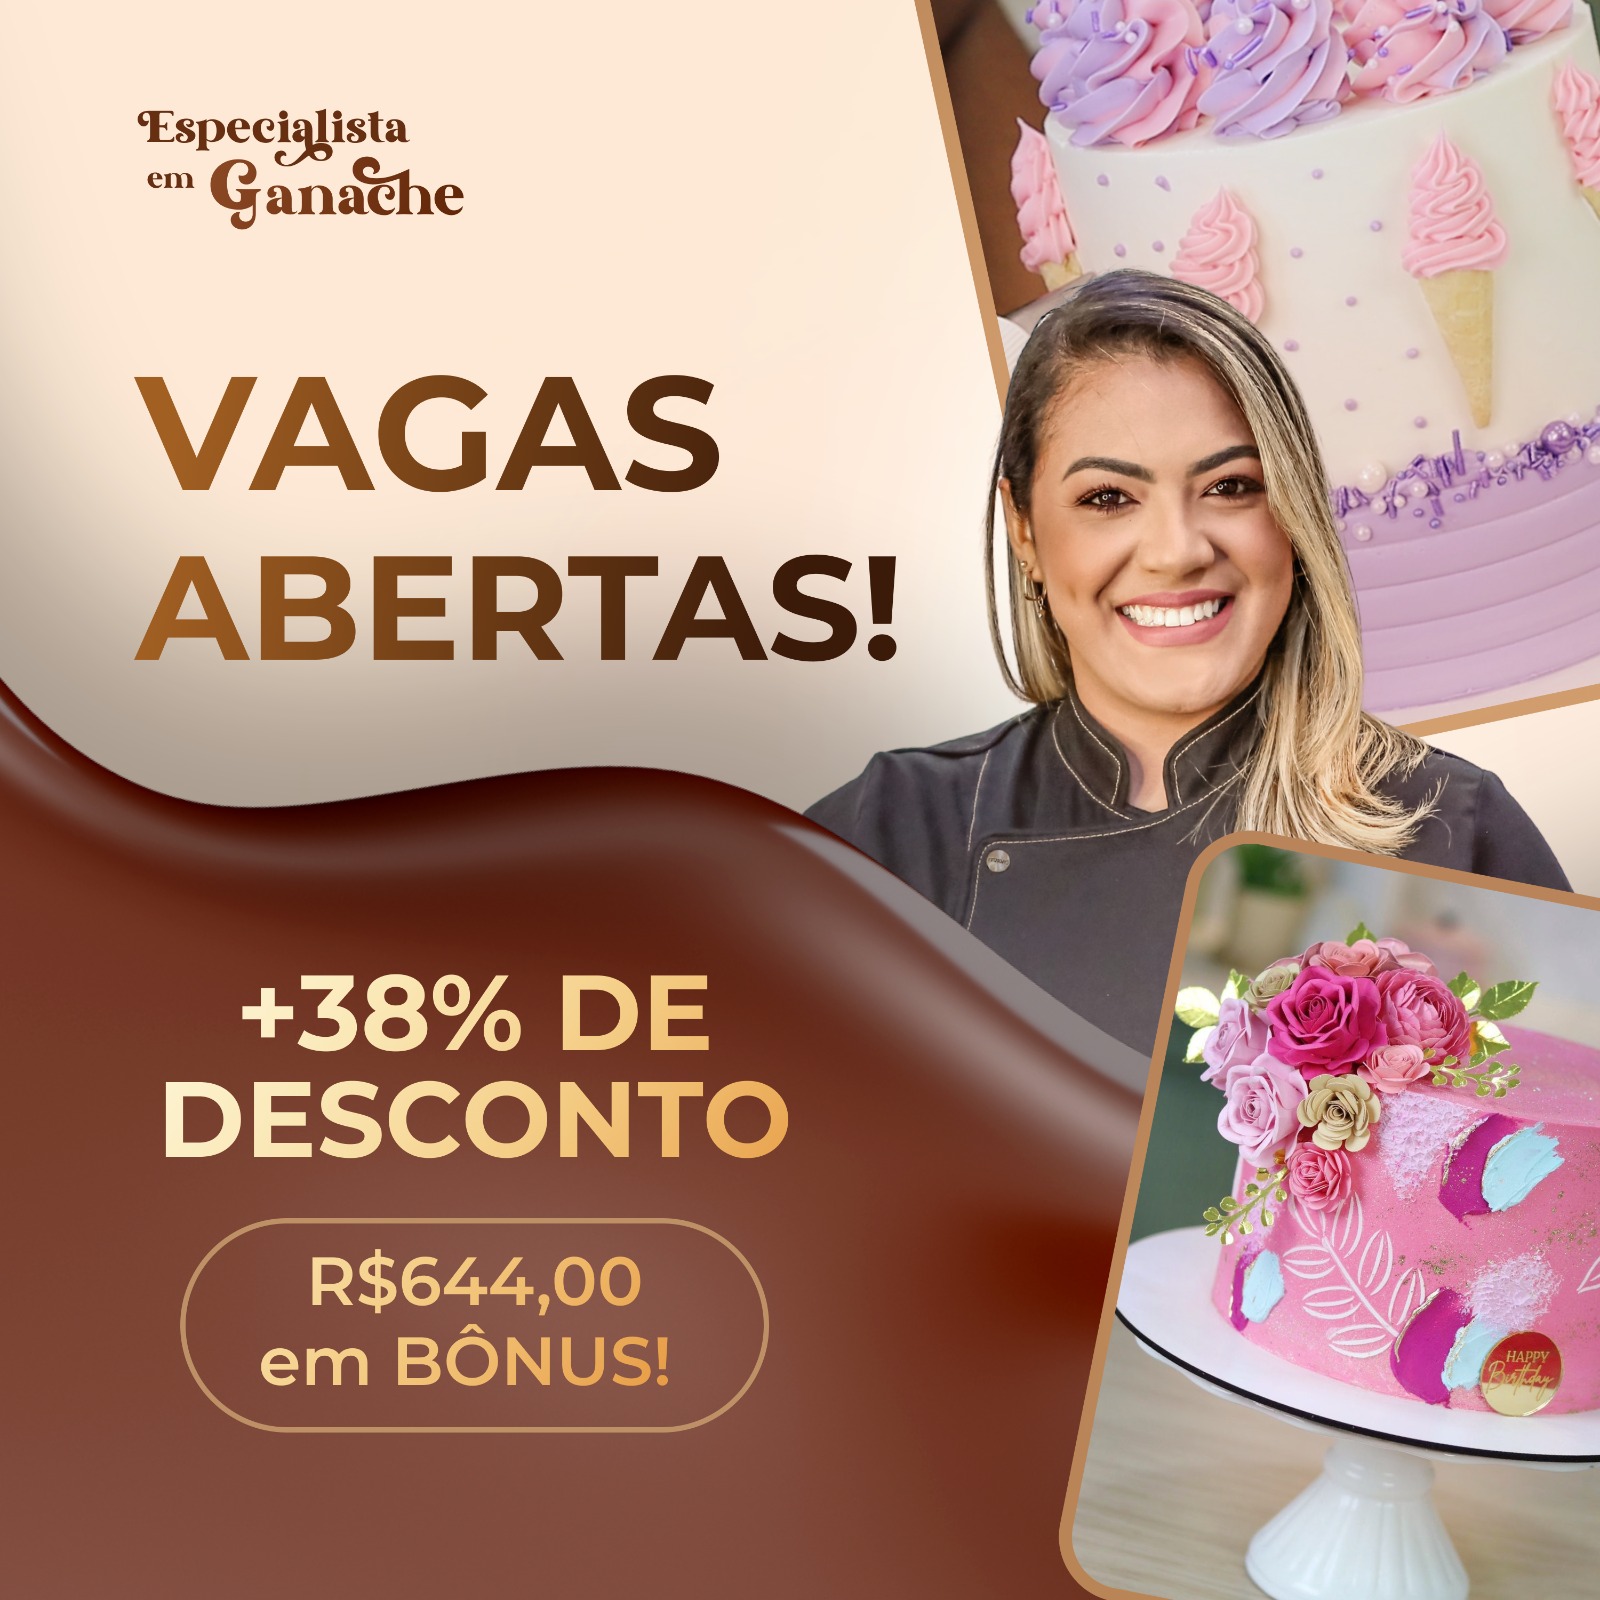 Especialista
em Ganache
VAGAS
ABERTAS!
+38% DE
DESCONTO
R$644,00
em BÔNUS!
HAPPY
Birthday